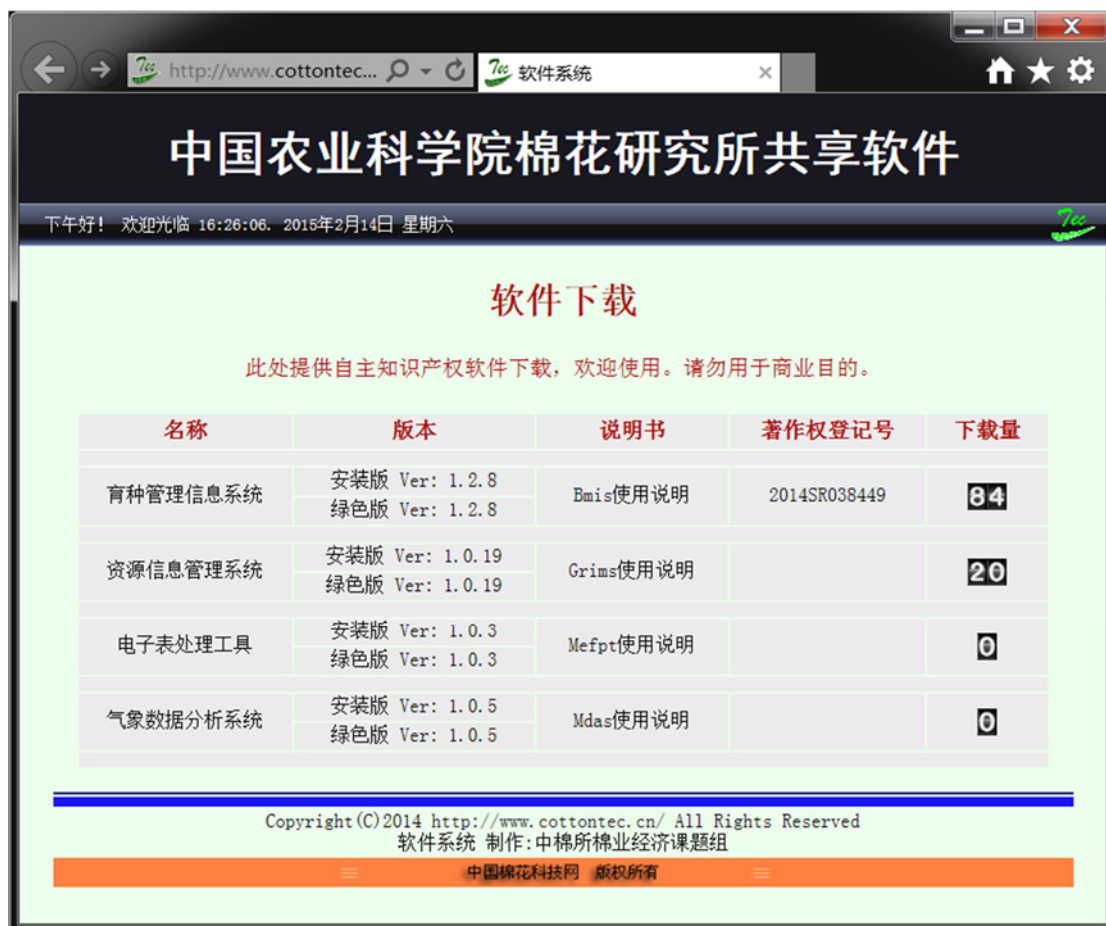 http://www.cottontec...
软件系统
中国农业科学院棉花研究所共享软件
下午好! 欢迎光临 16:26:06. 2015年2月14日 星期六
Tec
软件下载
此处提供自主知识产权软件下载，欢迎使用。请勿用于商业目的。
名称 版本 说明书 著作权登记号 下载量
育种管理信息系统 安装版 Ver: 1.2.8 Bmis使用说明 2014SR038449 84
绿色版 Ver: 1.2.8
资源信息管理系统 安装版 Ver: 1.0.19 Grims使用说明 20
绿色版 Ver: 1.0.19
电子表处理工具 安装版 Ver: 1.0.3 Mefpt使用说明 0
绿色版 Ver: 1.0.3
气象数据分析系统 安装版 Ver: 1.0.5 Mdas使用说明 0
绿色版 Ver: 1.0.5
Copyright(C)2014 http://www.cottontec.cn/ All Rights Reserved
软件系统 制作:中棉所棉业经济课题组
中国棉花科技网 版权所有